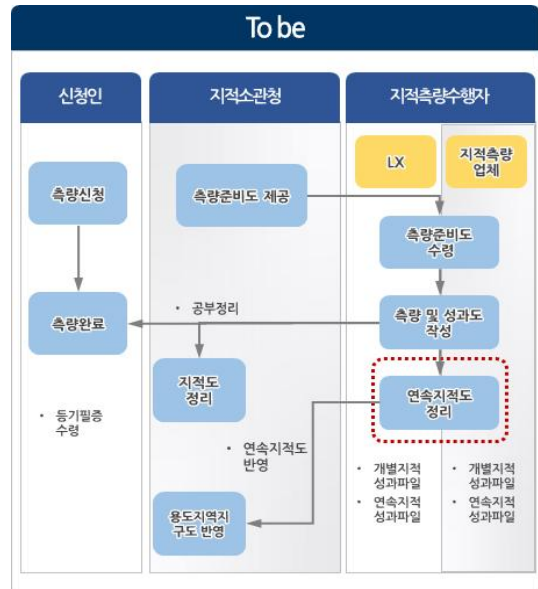 To be
신청인
지적소관청
지적측량수행자
LX
지적측량
업체
측량신청
측량준비도 제공
측량준비도
수령
측량완료
• 공부정리
측량 및 성과도
작성
지적도
정리
연속지적도
정리
• 등기필증
수령
• 연속지적도
반영
• 개별지적
성과파일
• 연속지적
성과파일
• 개별지적
성과파일
• 연속지적
성과파일
용도지역지
구도 반영